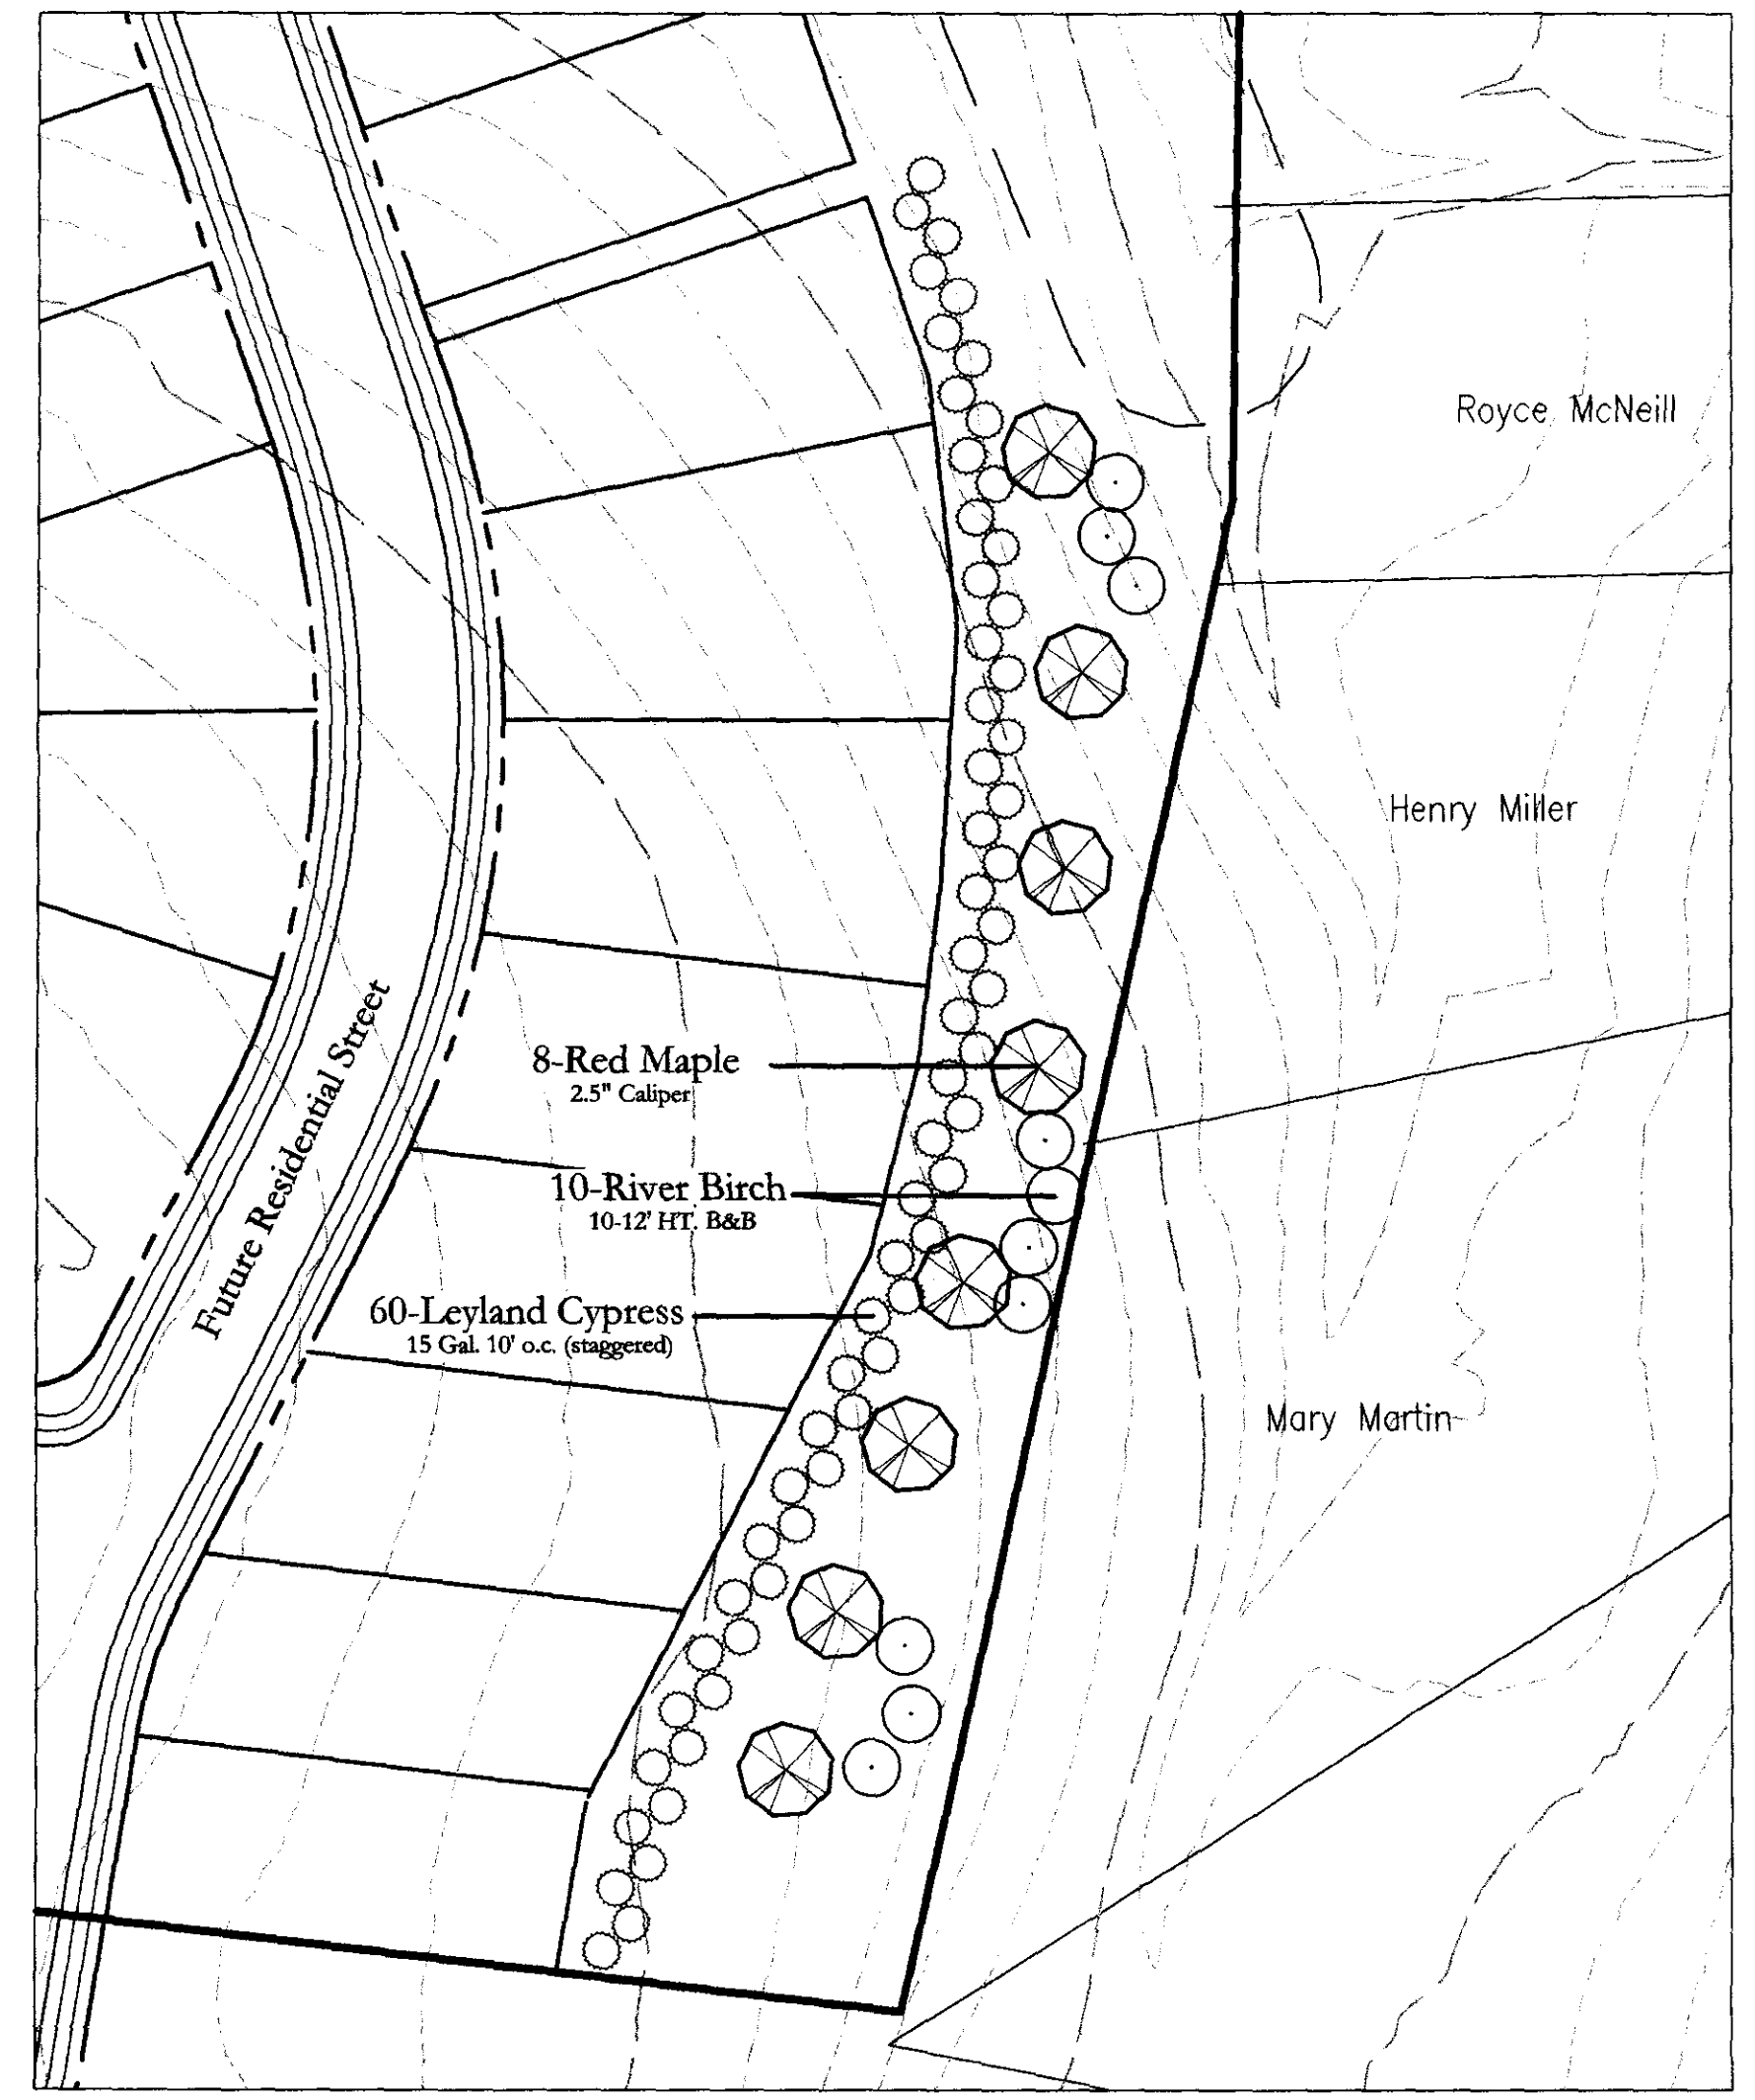 Royce McNeill
Henry Miller
8-Red Maple
2.5" Caliper
10-River Birch
10-12' HT. B&B
60-Leyland Cypress
15 Gal. 10' o.c. (staggered)
Future Residential Street
Mary Martin